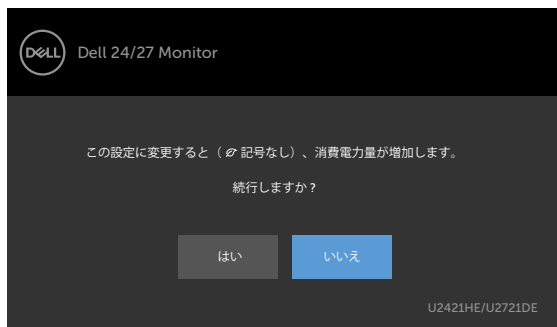 DELL
Dell 24/27 Monitor
この設定に変更すると（ 記号なし）、消費電力量が増加します。
続行しますか？
はい
いいえ
U2421HE/U2721DE